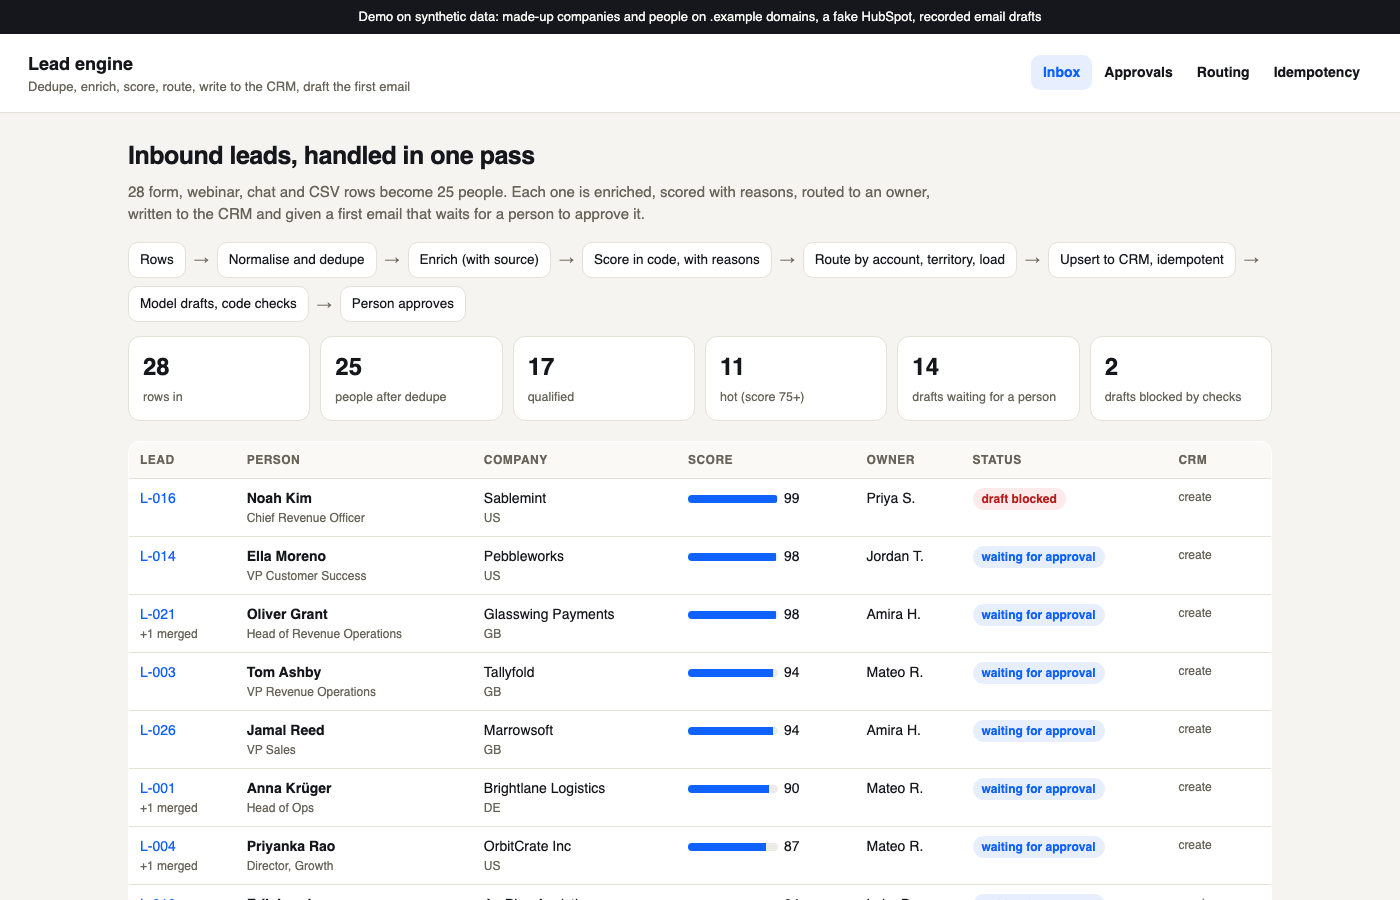 Demo on synthetic data: made-up companies and people on .example domains, a fake HubSpot, recorded email drafts
Lead engine
Dedupe, enrich, score, route, write to the CRM, draft the first email
Inbox Approvals Routing Idempotency
Inbound leads, handled in one pass
28 form, webinar, chat and CSV rows become 25 people. Each one is enriched, scored with reasons, routed to an owner,
written to the CRM and given a first email that waits for a person to approve it.
Rows → Normalise and dedupe → Enrich (with source) → Score in code, with reasons → Route by account, territory, load → Upsert to CRM, idempotent →
Model drafts, code checks → Person approves
28 25 17 11 14 2
rows in people after dedupe qualified hot (score 75+) drafts waiting for a person drafts blocked by checks
LEAD PERSON COMPANY SCORE OWNER STATUS CRM
L-016 Noah Kim Sablemint 99 Priya S. draft blocked create
Chief Revenue Officer US
L-014 Ella Moreno Pebbleworks 98 Jordan T. waiting for approval create
VP Customer Success US
L-021 Oliver Grant Glasswing Payments 98 Amira H. waiting for approval create
+1 merged Head of Revenue Operations GB
L-003 Tom Ashby Tallyfold 94 Mateo R. waiting for approval create
VP Revenue Operations GB
L-026 Jamal Reed Marrowsoft 94 Amira H. waiting for approval create
VP Sales GB
L-001 Anna Krüger Brightlane Logistics 90 Mateo R. waiting for approval create
+1 merged Head of Ops DE
L-004 Priyanka Rao OrbitCrate Inc 87 Mateo R. waiting for approval create
+1 merged Director, Growth US